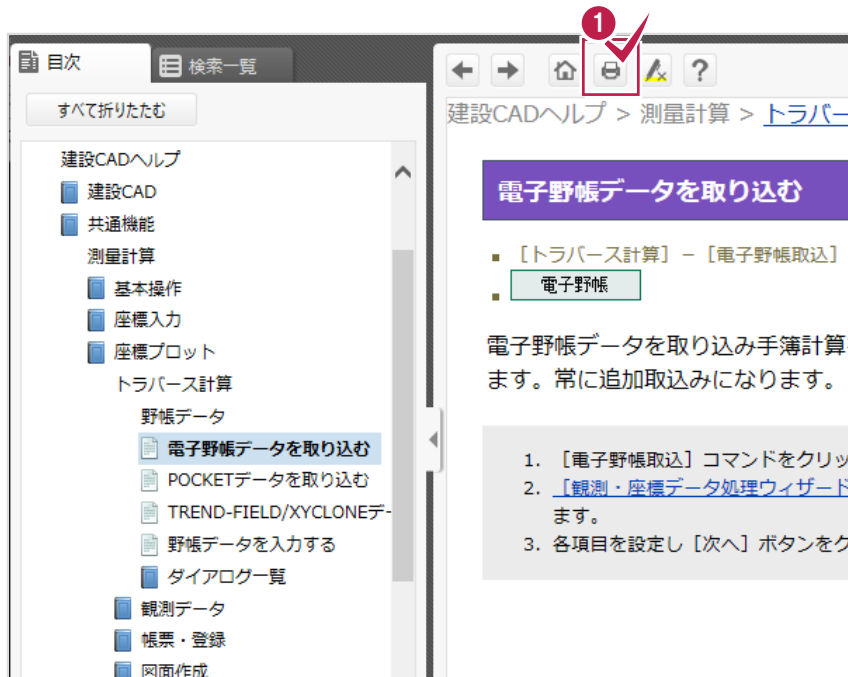 1
目次
検索一覧
すべて折りたたむ
建設CADヘルプ
建設CAD
共通機能
測量計算
基本操作
座標入力
座標プロット
トラバース計算
野帳データ
電子野帳データを取り込む
POCKETデータを取り込む
TREND-FIELD/XYCLONEデｰ
野帳データを入力する
ダイアログ一覧
観測データ
帳票・登録
図面作成
?
建設CADヘルプ > 測量計算 > トラバー
電子野帳データを取り込む
［トラバース計算］－［電子野帳取込］
電子野帳
電子野帳データを取り込み手簿計算
ます。常に追加取込みになります。
1. ［電子野帳取込］コマンドをクリッ
2. ［観測・座標データ処理ウィザード
ます。
3. 各項目を設定し［次へ］ボタンをク